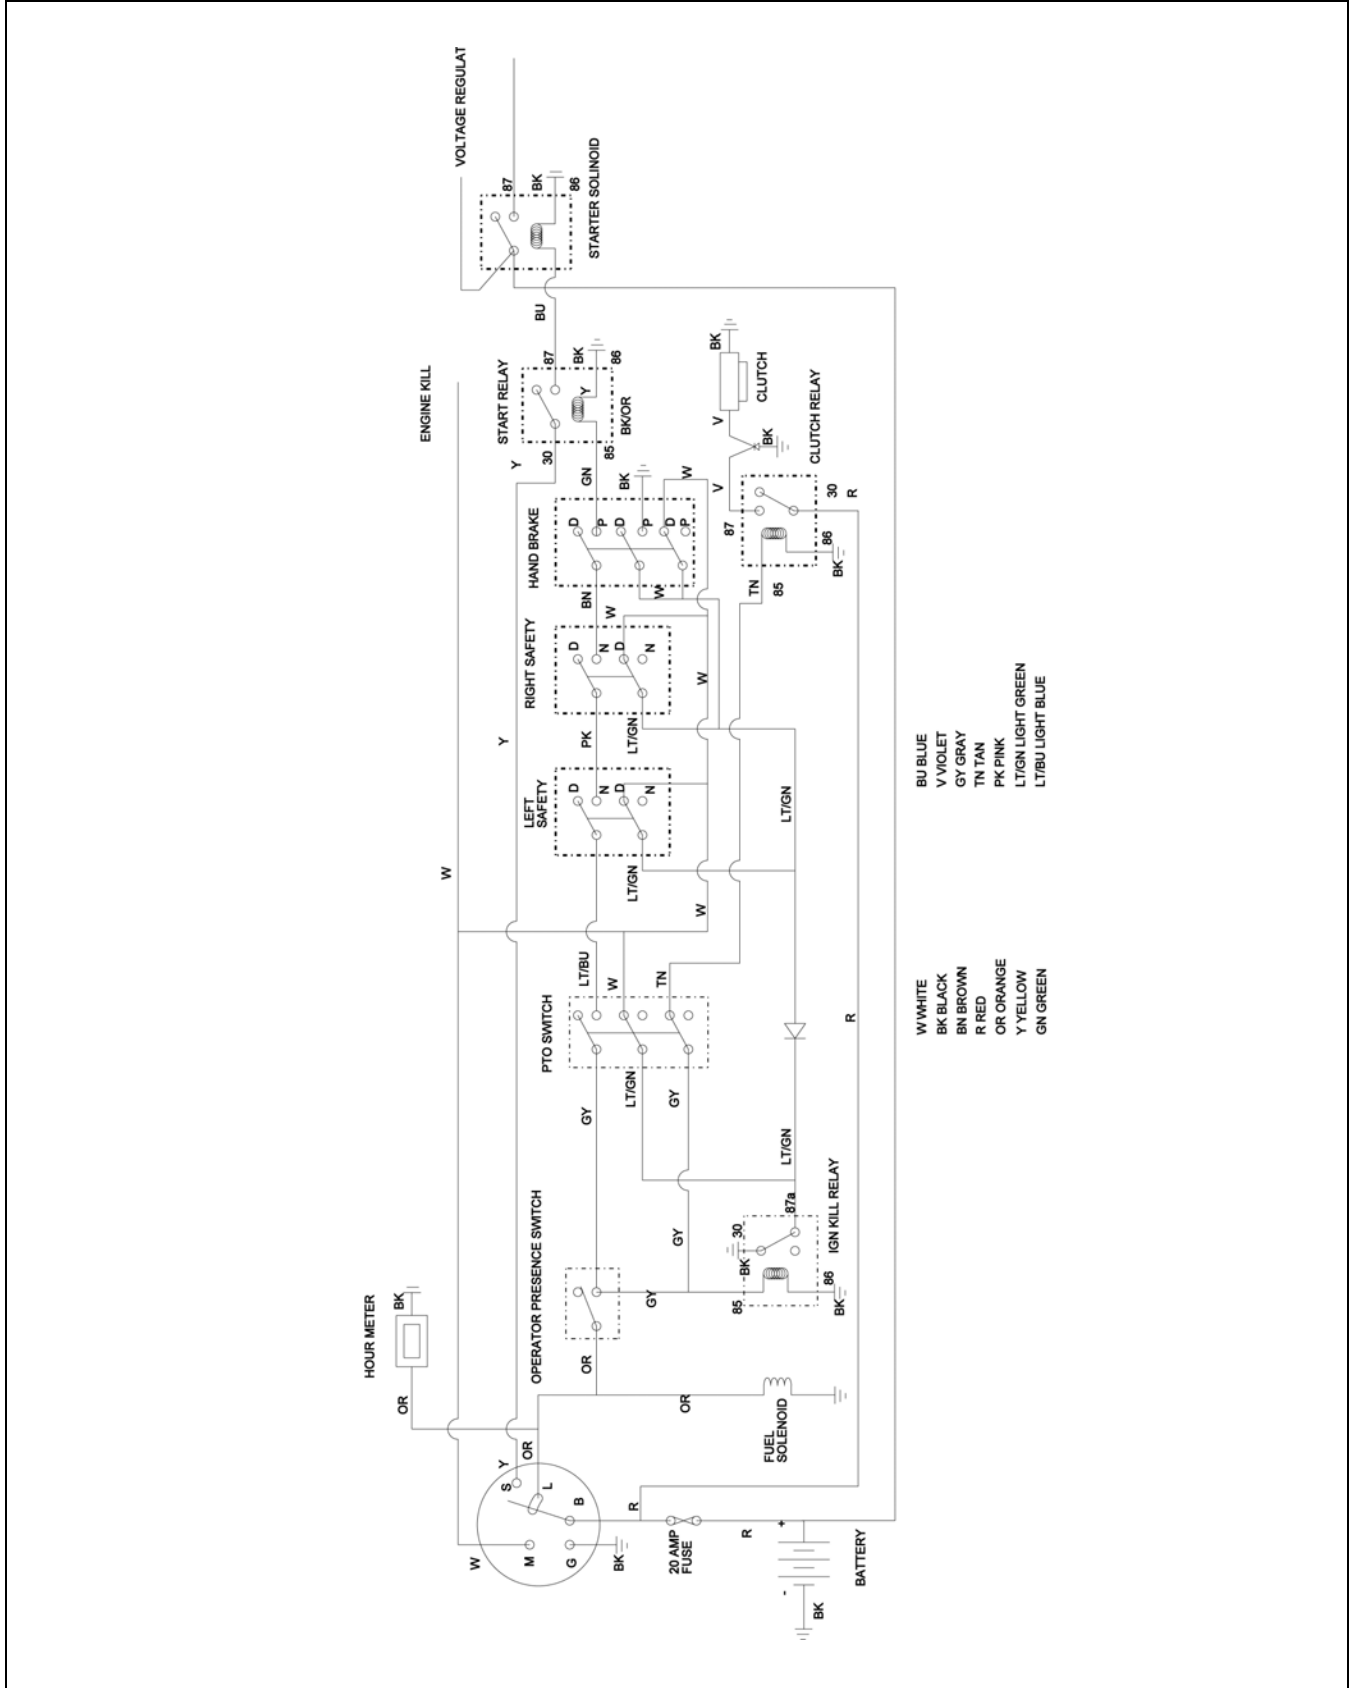 VOLTAGE REGULAT
87
BK
86
STARTER SOLINOID
BU
ENGINE KILL
START RELAY
87
BK
86
Y
BK/OR
Y
30
85
GN
BK
CLUTCH
V
BK
CLUTCH RELAY
HAND BRAKE
D
P
D
P
D
P
BK
W
V
87
30
R
86
BK
TN
85
BN
W
W
RIGHT SAFETY
D
N
D
N
W
Y
PK
LT/GN
LEFT
SAFETY
D
N
D
N
LT/GN
W
LT/GN
W
LT/BU
W
TN
PTO SWITCH
R
GY
LT/GN
GY
LT/GN
OPERATOR PRESENCE SWITCH
GY
GY
87a
30
BK
IGN KILL RELAY
85
86
BK
HOUR METER
BK
OR
OR
OR
FUEL
SOLENOID
Y
OR
S
L
B
M
G
W
BK
R
20 AMP
FUSE
R
+
-
BATTERY
BK
W WHITE
BK BLACK
BN BROWN
R RED
OR ORANGE
Y YELLOW
GN GREEN
BU BLUE
V VIOLET
GY GRAY
TN TAN
PK PINK
LT/GN LIGHT GREEN
LT/BU LIGHT BLUE